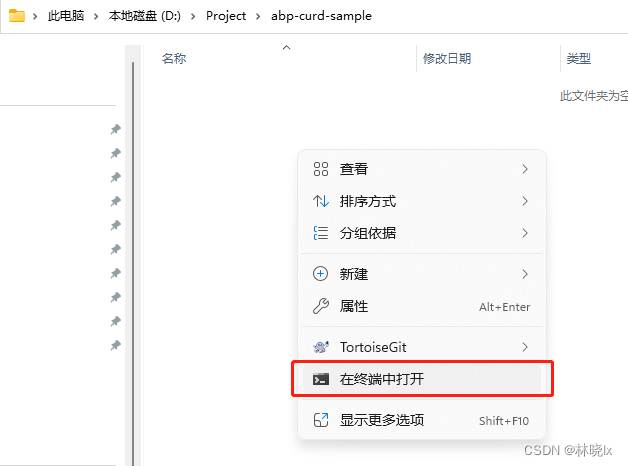 此电脑 > 本地磁盘 (D:) > Project > abp-curd-sample
名称 修改日期 类型
此文件夹为空
查看
排序方式
分组依据
新建
属性 Alt+Enter
TortoiseGit
在终端中打开
显示更多选项 Shift+F10
CSDN @林晓lx